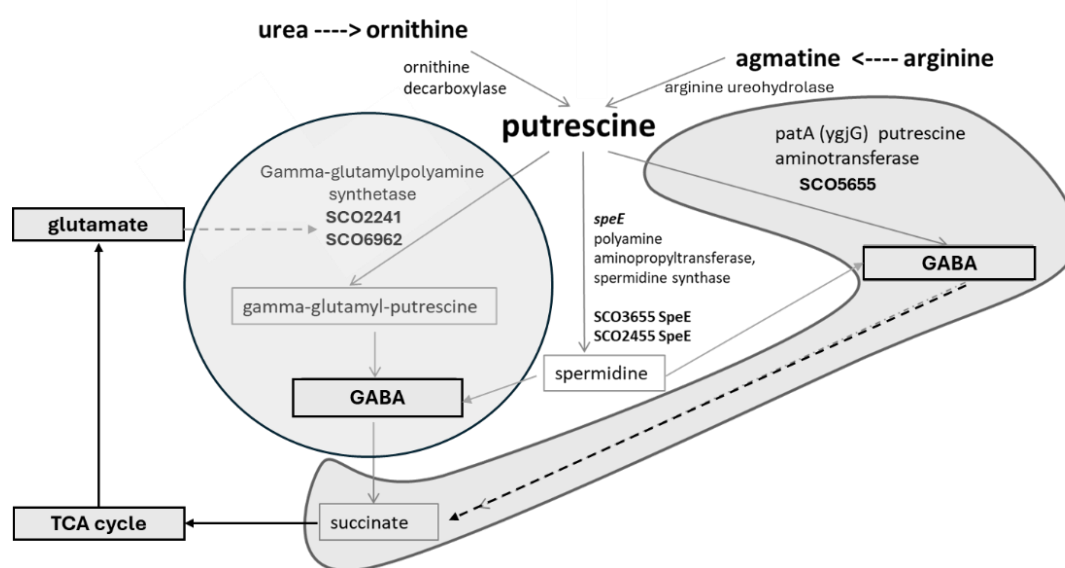 urea ----> ornithine
agmatine <---- arginine
ornithine
decarboxylase
arginine ureohydrolase
putrescine
patA (ygjG) putrescine
aminotransferase
SCO5655
Gamma-glutamylpolyamine
synthetase
SCO2241
SCO6962
glutamate
speE
polyamine
aminopropyltransferase,
spermidine synthase
GABA
gamma-glutamyl-putrescine
SCO3655 SpeE
SCO2455 SpeE
spermidine
GABA
TCA cycle
succinate